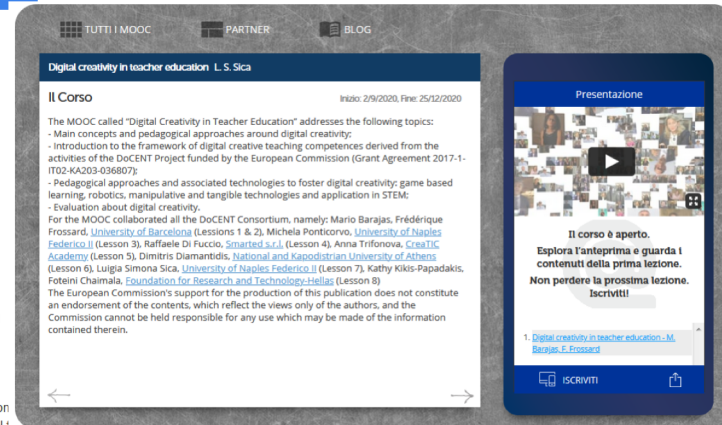 TUTTI I MOOC
PARTNER
BLOG
Digital creativity in teacher education L. S. Sica
Il Corso
Inizio: 2/9/2020, Fine: 25/12/2020
The MOOC called "Digital Creativity in Teacher Education" addresses the following topics:
- Main concepts and pedagogical approaches around digital creativity;
- Introduction to the framework of digital creative teaching competences derived from the
activities of the DoCENT Project funded by the European Commission (Grant Agreement 2017-1-
IT02-KA203-036807);
- Pedagogical approaches and associated technologies to foster digital creativity: game based
learning, robotics, manipulative and tangible technologies and application in STEM;
- Evaluation about digital creativity.
For the MOOC collaborated all the DoCENT Consortium, namely: Mario Barajas, Frédérique
Frossard, University of Barcelona (Lessions 1 & 2), Michela Ponticorvo, University of Naples
Federico II (Lesson 3), Raffaele Di Fuccio, Smarted s.r.l. (Lesson 4), Anna Trifonova, CreaTIC
Academy (Lesson 5), Dimitris Diamantidis, National and Kapodistrian University of Athens
(Lesson 6), Luigia Simona Sica, University of Naples Federico II (Lesson 7), Kathy Kikis-Papadakis,
Foteini Chaimala, Foundation for Research and Technology-Hellas (Lesson 8)
The European Commission's support for the production of this publication does not constitute
an endorsement of the contents, which reflect the views only of the authors, and the
Commission cannot be held responsible for any use which may be made of the information
contained therein.
Presentazione
Il corso è aperto.
Esplora l'anteprima e guarda i
contenuti della prima lezione.
Non perdere la prossima lezione.
Iscriviti!
1. Digital creativity in teacher education - M.
Barajas, F. Frossard
ISCRIVITI